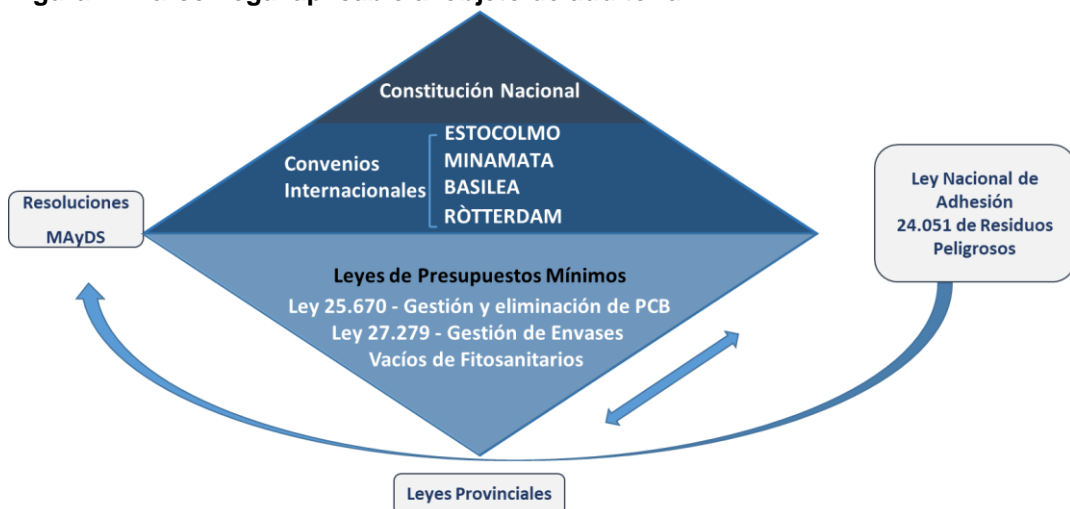 Constitución Nacional
Convenios
Internacionales
ESTOCOLMO
MINAMATA
BASILEA
RÒTTERDAM
Resoluciones
MAyDS
Ley Nacional de
Adhesión
24.051 de Residuos
Peligrosos
Leyes de Presupuestos Mínimos
Ley 25.670 - Gestión y eliminación de PCB
Ley 27.279 - Gestión de Envases
Vacíos de Fitosanitarios
Leyes Provinciales